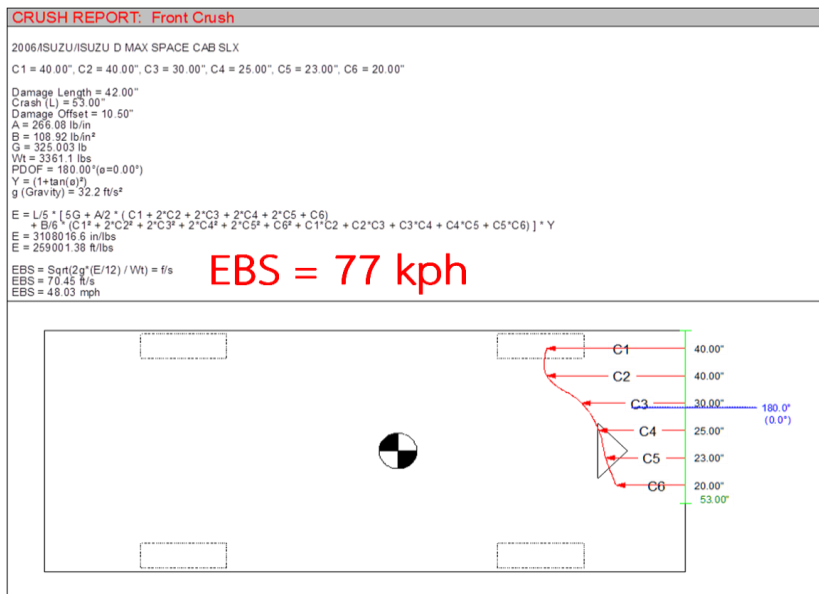 CRUSH REPORT: Front Crush
2006/ISUZU/ISUZU D MAX SPACE CAB SLX
C1 = 40.00", C2 = 40.00", C3 = 30.00", C4 = 25.00", C5 = 23.00", C6 = 20.00"
Damage Length = 42.00"
Crash (L) = 53.00"
Damage Offset = 10.50"
A = 266.08 lb/in
B = 108.92 lb/in²
G = 325.003 lb
Wt = 3361.1 lbs
PDOF = 180.00°(ø=0.00°)
Y = (1+tan(ø)²)
g (Gravity) = 32.2 ft/s²
E = L/5 * [ 5G + A/2 * ( C1 + 2*C2 + 2*C3 + 2*C4 + 2*C5 + C6)
+ B/6 * (C1² + 2*C2² + 2*C3² + 2*C4² + 2*C5² + C6² + C1*C2 + C2*C3 + C3*C4 + C4*C5 + C5*C6) ] * Y
E = 3108016.6 in/lbs
E = 259001.38 ft/lbs
EBS = Sqrt(2g*(E/12) / Wt) = f/s
EBS = 70.45 ft/s
EBS = 48.03 mph
EBS = 77 kph
C1 40.00"
C2 40.00"
C3 30.00"
180.0°
(0.0°)
C4 25.00"
C5 23.00"
C6 20.00"
53.00"